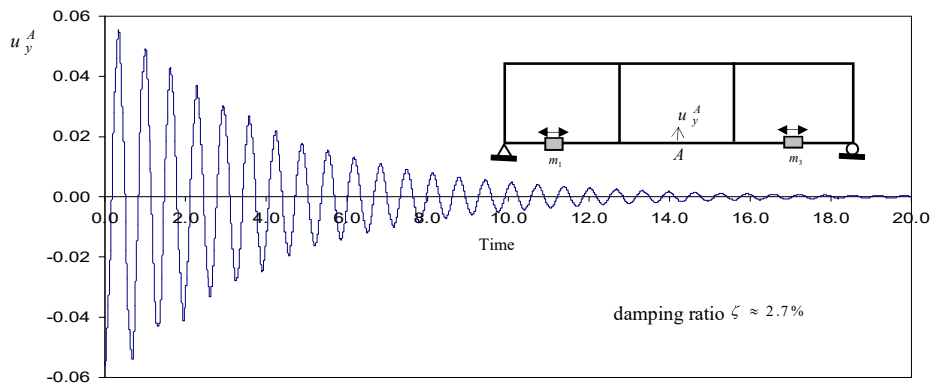 0.06
u_y^A
0.04
0.02
0.00
-0.02
-0.04
-0.06
0.0 2.0 4.0 6.0 8.0 10.0 12.0 14.0 16.0 18.0 20.0
Time
u_y^A
A
m₁
m₃
damping ratio ζ ≈ 2.7%